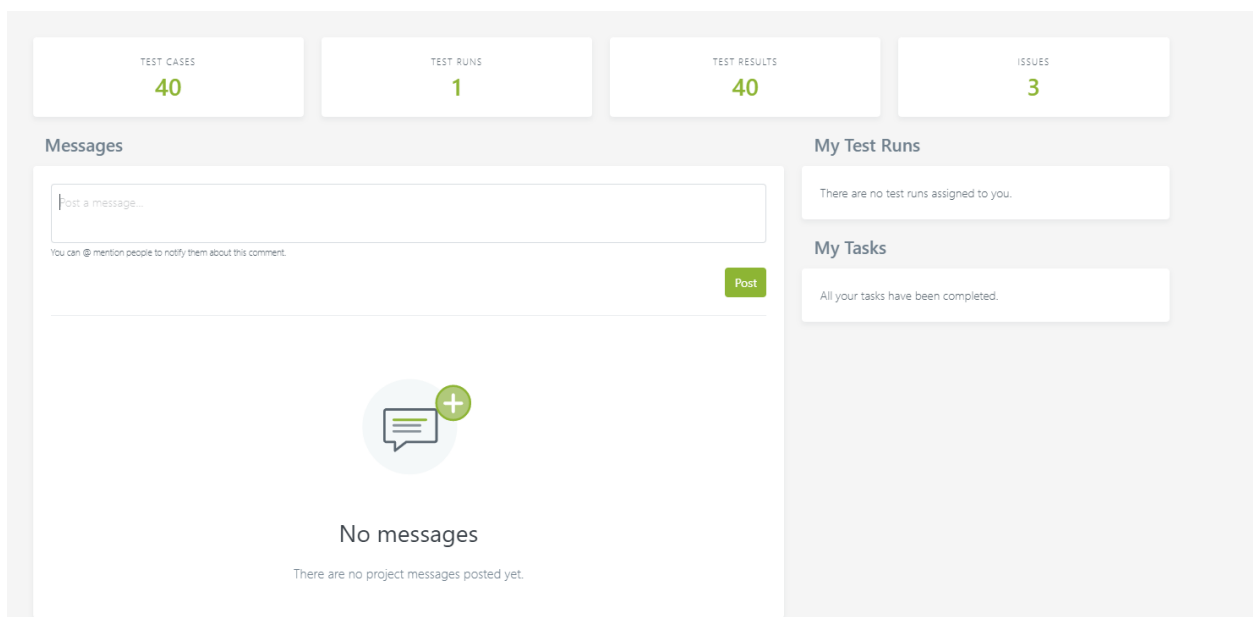 TEST CASES
40
TEST RUNS
1
TEST RESULTS
40
ISSUES
3
Messages
Post a message...
You can @ mention people to notify them about this comment.
Post
No messages
There are no project messages posted yet.
My Test Runs
There are no test runs assigned to you.
My Tasks
All your tasks have been completed.